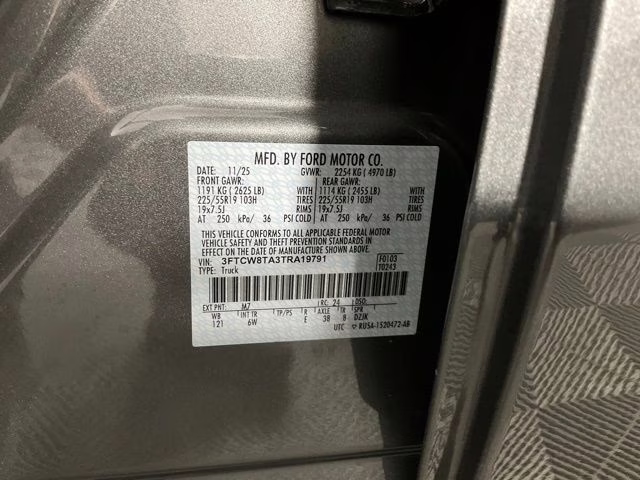 MFD. BY FORD MOTOR CO.
DATE: 11/25 GVWR: 2254 KG ( 4970 LB)
FRONT GAWR: REAR GAWR:
1191 KG ( 2625 LB) WITH 1114 KG ( 2455 LB) WITH
225/55R19 103H TIRES 225/55R19 103H TIRES
19x7.5J RIMS 19x7.5J RIMS
AT 250 kPa/ 36 PSI COLD AT 250 kPa/ 36 PSI COLD
THIS VEHICLE CONFORMS TO ALL APPLICABLE FEDERAL MOTOR
VEHICLE SAFETY AND THEFT PREVENTION STANDARDS IN
EFFECT ON THE DATE OF MANUFACTURE SHOWN ABOVE.
VIN: 3FTCW8TA3TRA19791 F0103
TYPE: Truck T0243
EXT PNT: M7 RC: 24 DSO:
WB INT TR TP/PS R AXLE TR SPR
121 6W E 38 8 DZJK
UTC RU5A-1520472-AB